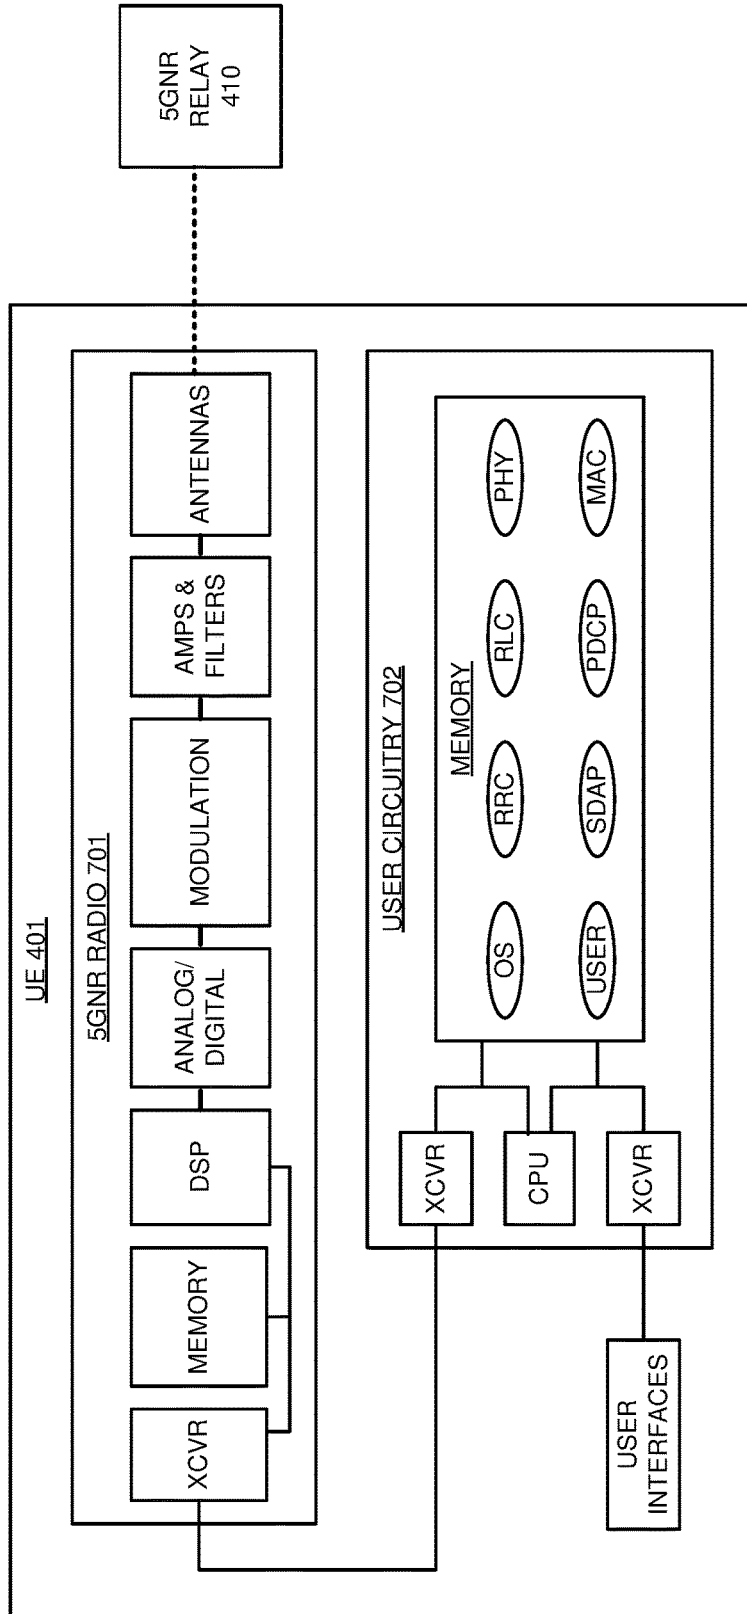 UE 401
5GNR RADIO 701
XCVR
MEMORY
DSP
ANALOG/
DIGITAL
MODULATION
AMPS &
FILTERS
ANTENNAS
5GNR
RELAY
410
USER CIRCUITRY 702
XCVR
CPU
XCVR
MEMORY
OS
RRC
RLC
PHY
USER
SDAP
PDCP
MAC
USER
INTERFACES